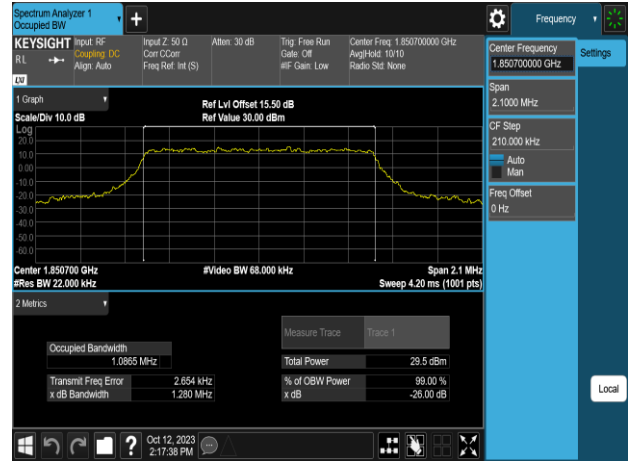 Spectrum Analyzer 1
Occupied BW
Frequency
KEYSIGHT
RL
LXI
Input: RF
Coupling: DC
Align: Auto
Input Z: 50 Ω
Corr CCorr
Freq Ref: Int (S)
Atten: 30 dB
Trig: Free Run
Gate: Off
#IF Gain: Low
Center Freq: 1.850700000 GHz
Avg|Hold: 10/10
Radio Std: None
Center Frequency
1.850700000 GHz
Settings
Span
2.1000 MHz
CF Step
210.000 kHz
Auto
Man
Freq Offset
0 Hz
1 Graph
Scale/Div 10.0 dB
Ref Lvl Offset 15.50 dB
Ref Value 30.00 dBm
Log
20.0
10.0
0.00
-10.0
-20.0
-30.0
-40.0
-50.0
-60.0
Center 1.850700 GHz
#Video BW 68.000 kHz
Span 2.1 MHz
#Res BW 22.000 kHz
Sweep 4.20 ms (1001 pts)
2 Metrics
Measure Trace
Trace 1
Occupied Bandwidth
1.0865 MHz
Total Power
29.5 dBm
Transmit Freq Error
2.654 kHz
% of OBW Power
99.00 %
x dB Bandwidth
1.280 MHz
x dB
-26.00 dB
Local
?
Oct 12, 2023
2:17:38 PM